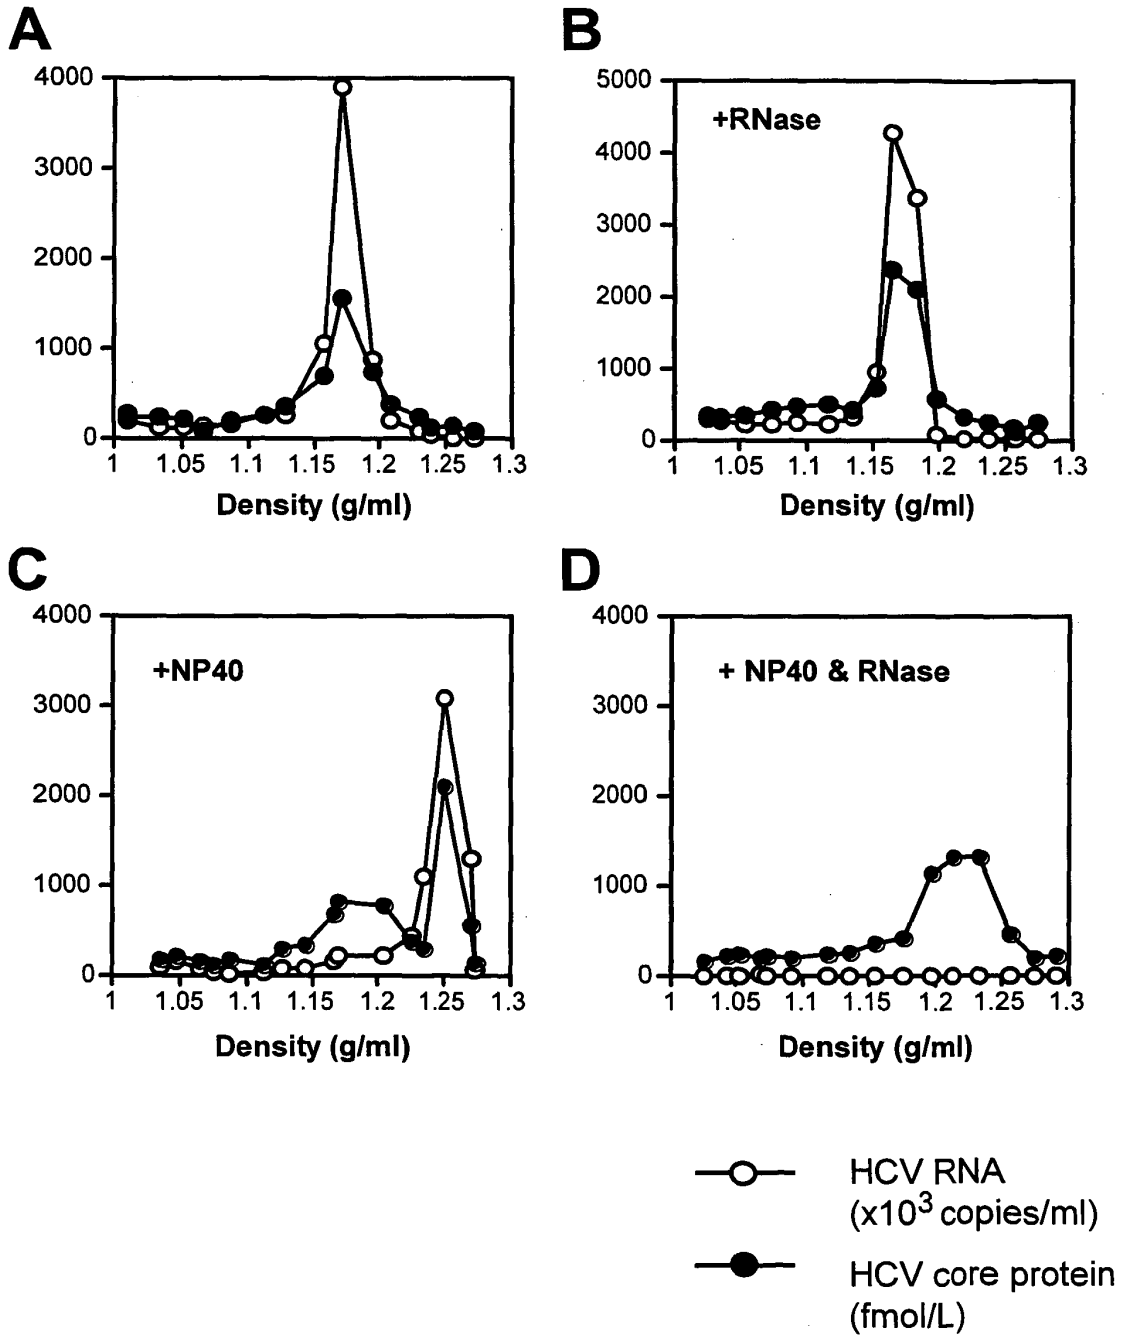 A
4000
3000
2000
1000
0
1 1.05 1.1 1.15 1.2 1.25 1.3
Density (g/ml)
B
5000
+RNase
4000
3000
2000
1000
0
1 1.05 1.1 1.15 1.2 1.25 1.3
Density (g/ml)
C
4000
+NP40
3000
2000
1000
0
1 1.05 1.1 1.15 1.2 1.25 1.3
Density (g/ml)
D
4000
+ NP40 & RNase
3000
2000
1000
0
1 1.05 1.1 1.15 1.2 1.25 1.3
Density (g/ml)
HCV RNA
(x10³ copies/ml)
HCV core protein
(fmol/L)